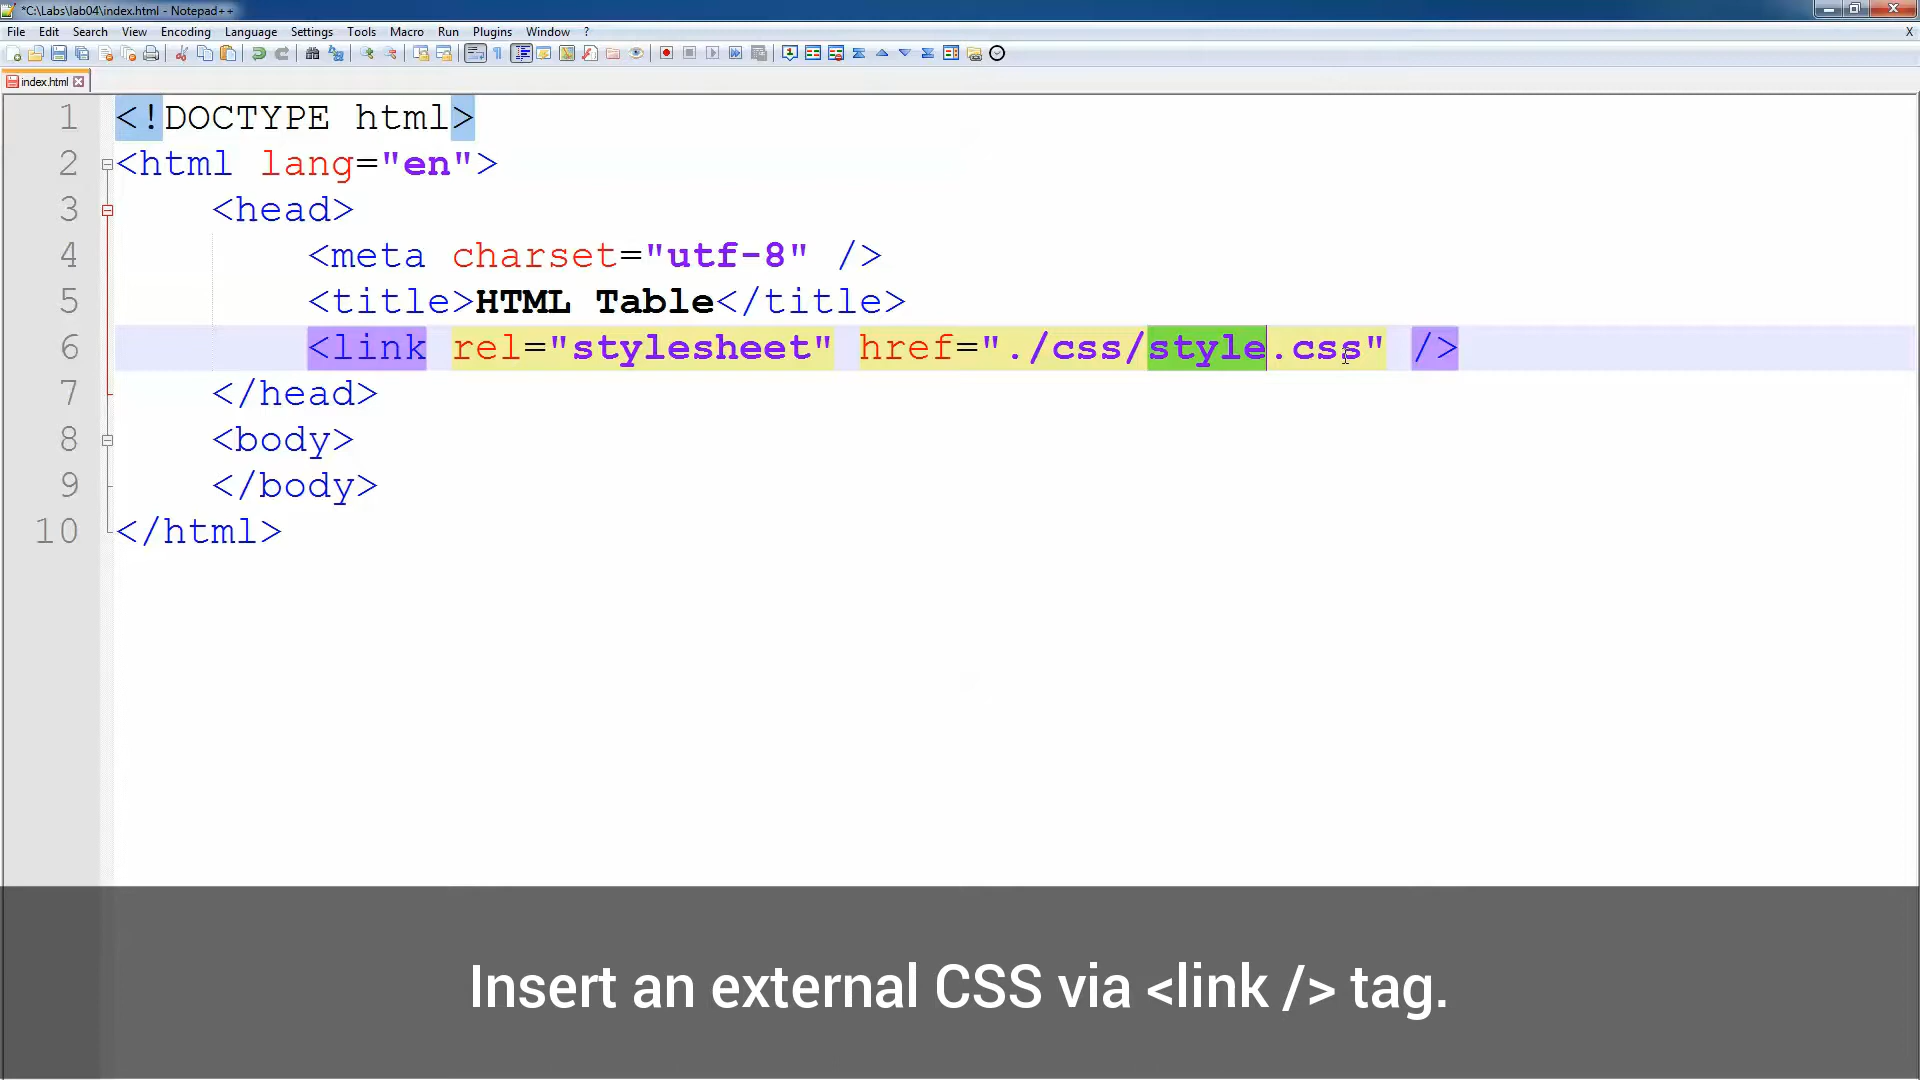 *C:\Labs\lab04\index.html - Notepad++
File Edit Search View Encoding Language Settings Tools Macro Run Plugins Window ? X
index.html
1 <!DOCTYPE html>
2 <html lang="en">
3 <head>
4 <meta charset="utf-8" />
5 <title>HTML Table</title>
6 <link rel="stylesheet" href="./css/style.css" />
7 </head>
8 <body>
9 </body>
10 </html>
Insert an external CSS via <link /> tag.